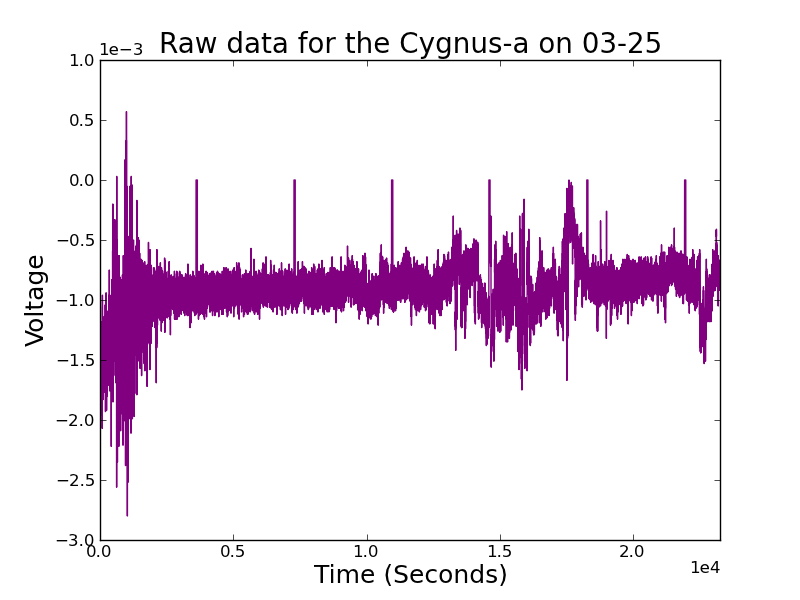 Raw data for the Cygnus-a on 03-25
1e−3
1.0
0.5
0.0
−0.5
−1.0
−1.5
−2.0
−2.5
−3.0
Voltage
0.0 0.5 1.0 1.5 2.0
1e4
Time (Seconds)